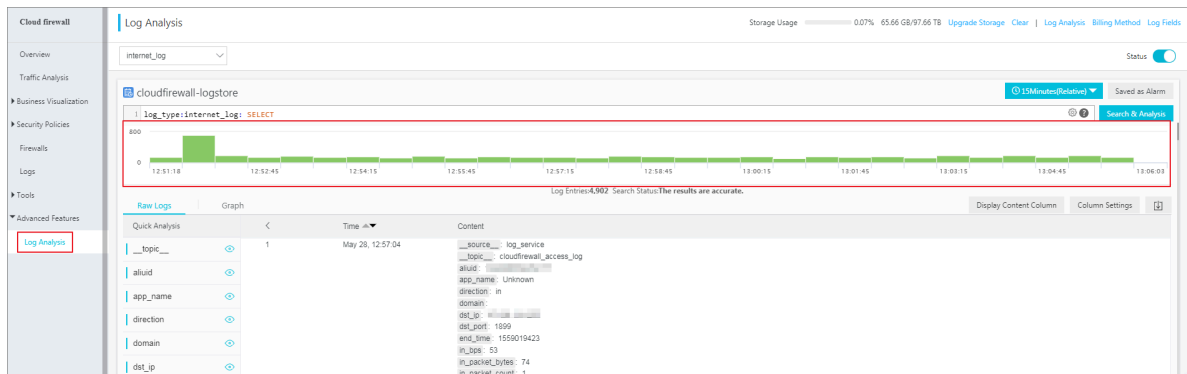 Cloud firewall
Log Analysis
Storage Usage 0.07% 65.66 GB/97.66 TB Upgrade Storage Clear | Log Analysis Billing Method Log Fields
Overview
internet_log
Status
Traffic Analysis
Business Visualization
cloudfirewall-logstore
15Minutes(Relative)
Saved as Alarm
1 log_type:internet_log: SELECT
Search & Analysis
Security Policies
800
Firewalls
0
Logs
12:51:18 12:52:45 12:54:15 12:55:45 12:57:15 12:58:45 13:00:15 13:01:45 13:03:15 13:04:45 13:06:03
Log Entries:4,902 Search Status:The results are accurate.
Tools
Raw Logs Graph
Display Content Column Column Settings
Advanced Features
Quick Analysis
< Time Content
Log Analysis
__topic__
aliuid
app_name
direction
domain
dst_ip
1 May 28, 12:57:04
__source__: log_service
__topic__: cloudfirewall_access_log
aliuid:
app_name: Unknown
direction: in
domain:
dst_ip:
dst_port: 1899
end_time: 1559019423
in_bps: 53
in_packet_bytes: 74
in_packet_count: 1